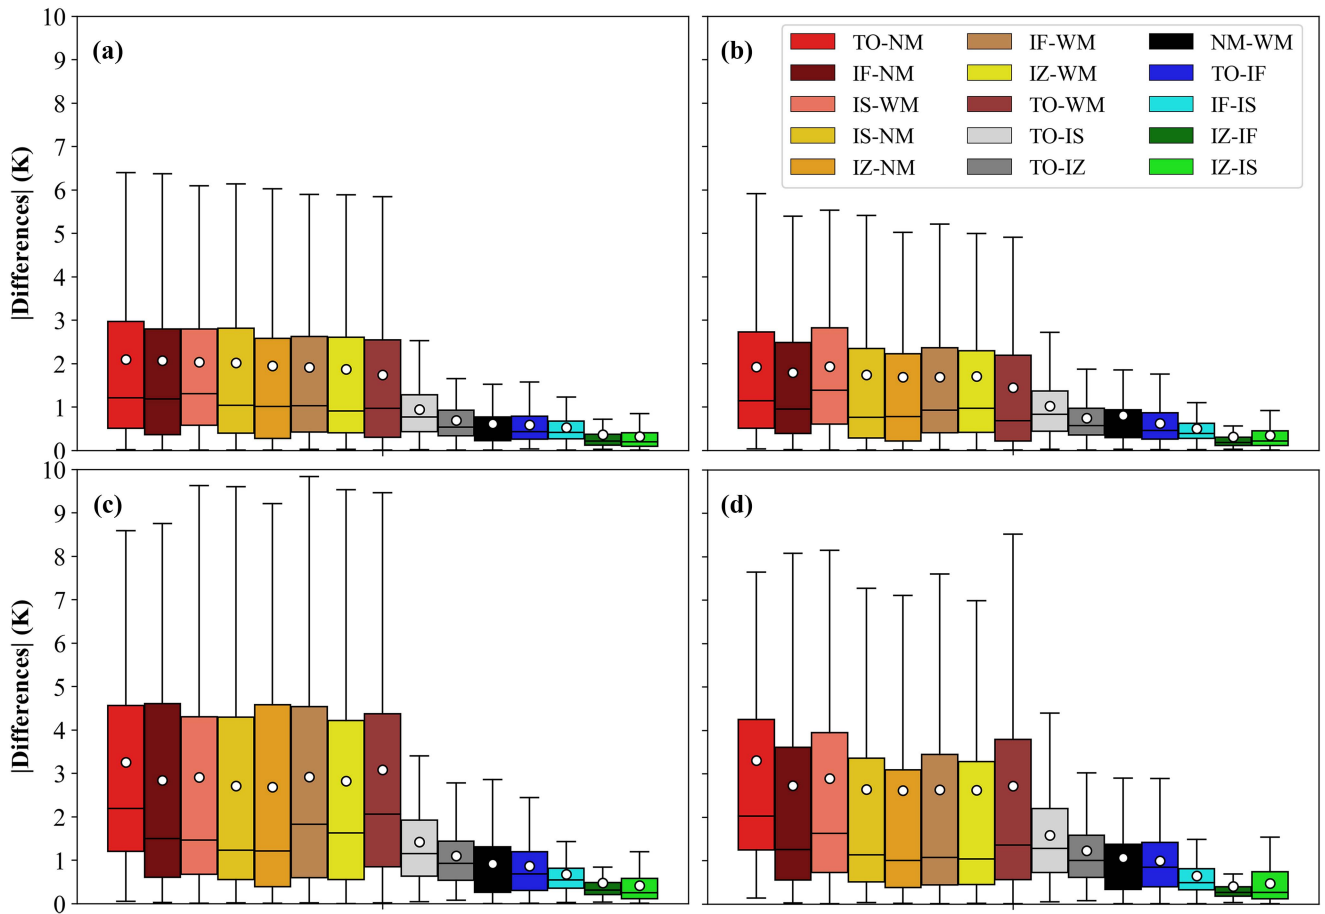 10
9
8
7
6
5
4
3
2
1
0
|Differences| (K)
(a)
(b)
TO-NM IF-WM NM-WM
IF-NM IZ-WM TO-IF
IS-WM TO-WM IF-IS
IS-NM TO-IS IZ-IF
IZ-NM TO-IZ IZ-IS
10
9
8
7
6
5
4
3
2
1
0
|Differences| (K)
(c)
(d)